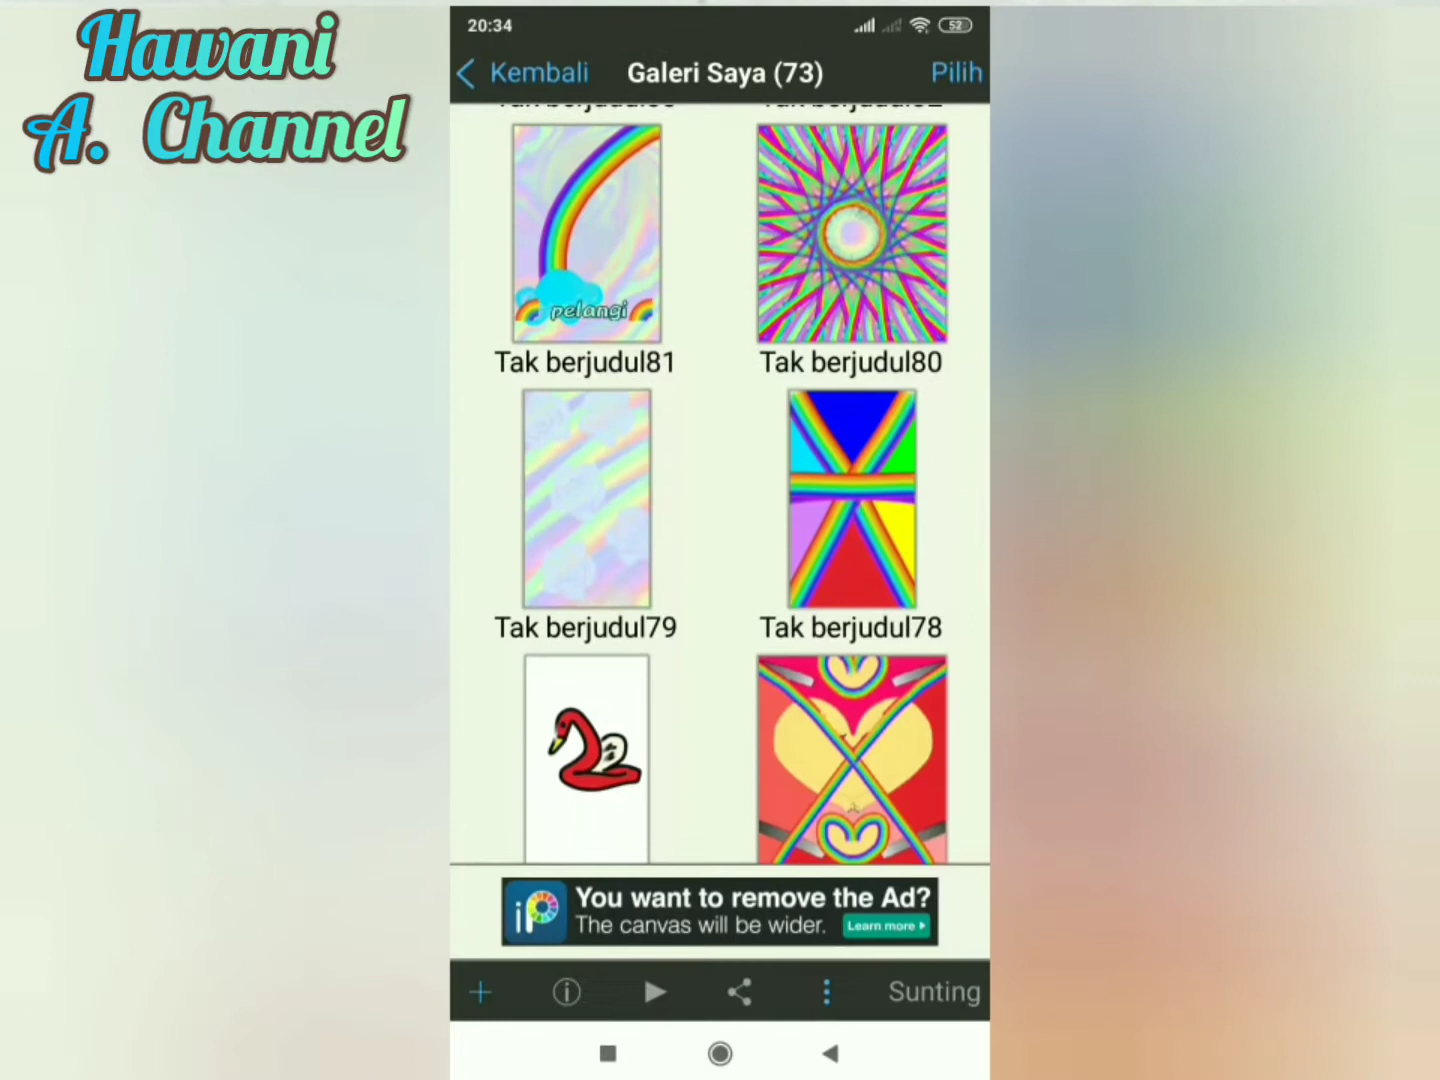 Hawani
A. Channel
20:34
52
Kembali
Galeri Saya (73)
Pilih
pelangi
Tak berjudul81
Tak berjudul80
Tak berjudul79
Tak berjudul78
iP
You want to remove the Ad?
The canvas will be wider.
Learn more
Sunting